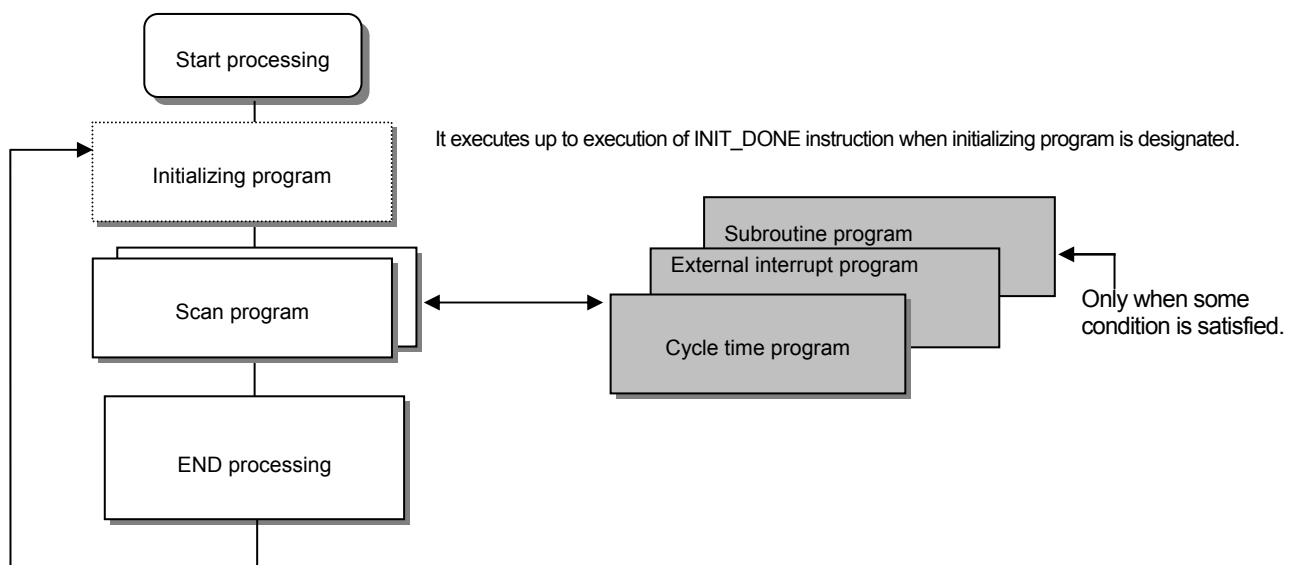 Start processing
It executes up to execution of INIT_DONE instruction when initializing program is designated.
Initializing program
Subroutine program
External interrupt program
Only when some
condition is satisfied.
Scan program
Cycle time program
END processing